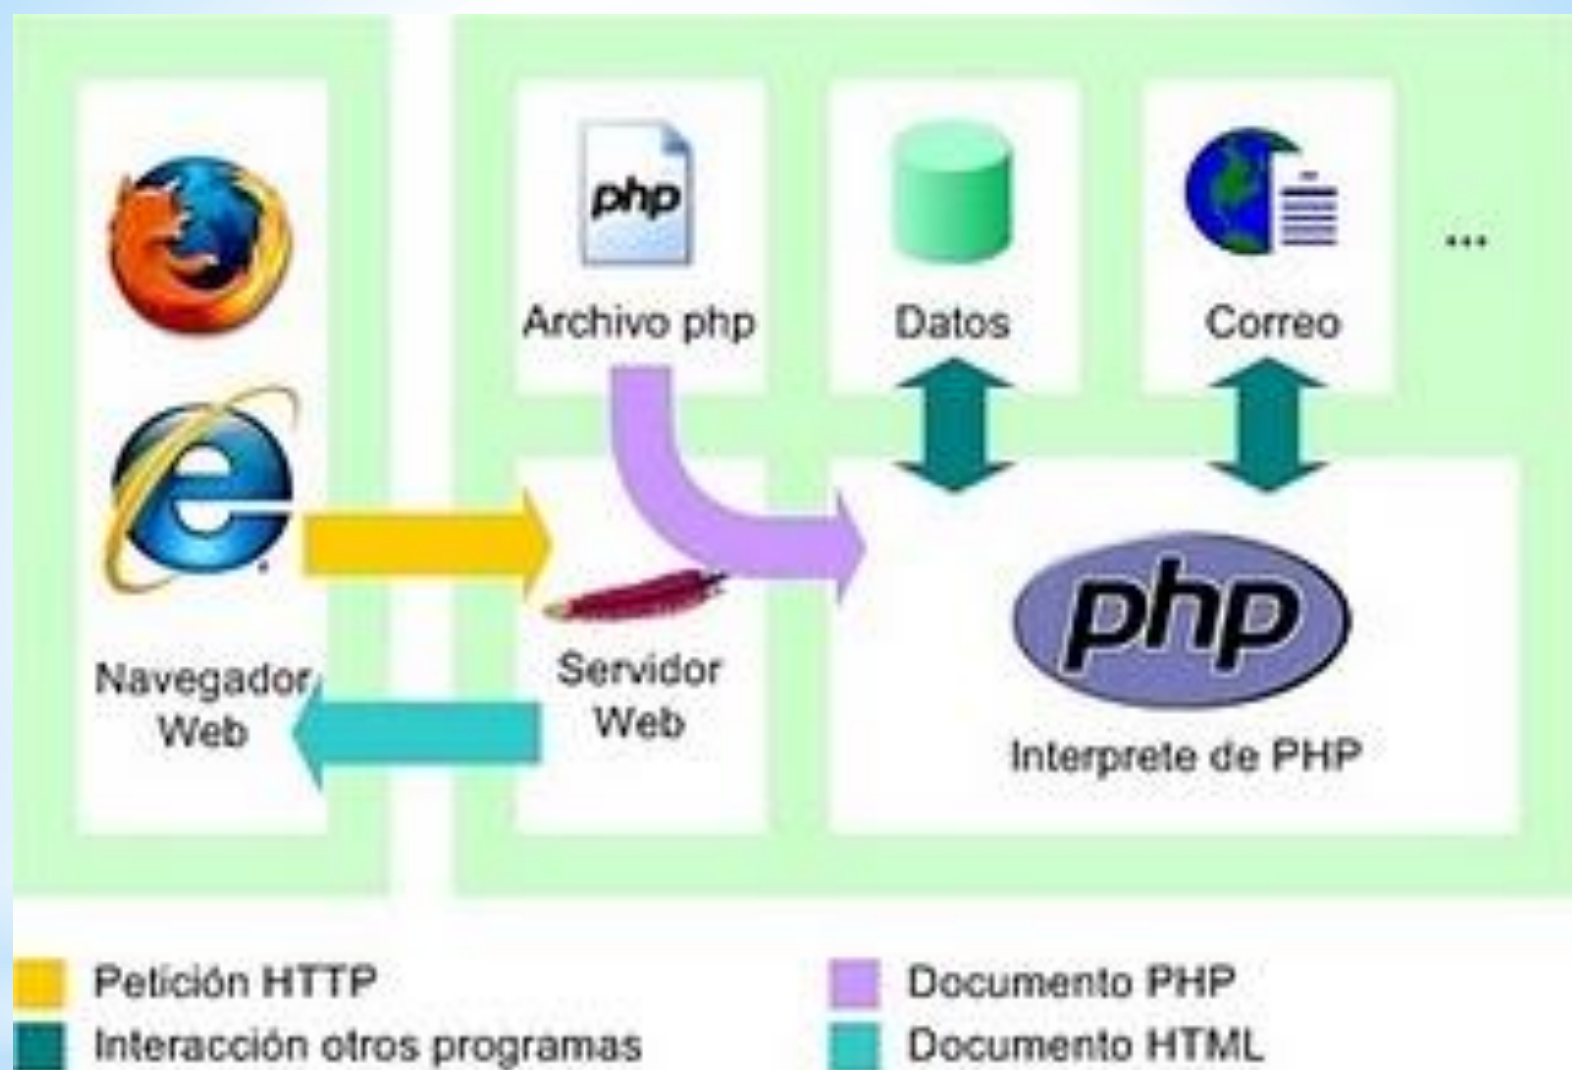 php
Archivo php
Datos
Correo
...
Navegador
Web
Servidor
Web
php
Interprete de PHP
Petición HTTP
Documento PHP
Interacción otros programas
Documento HTML